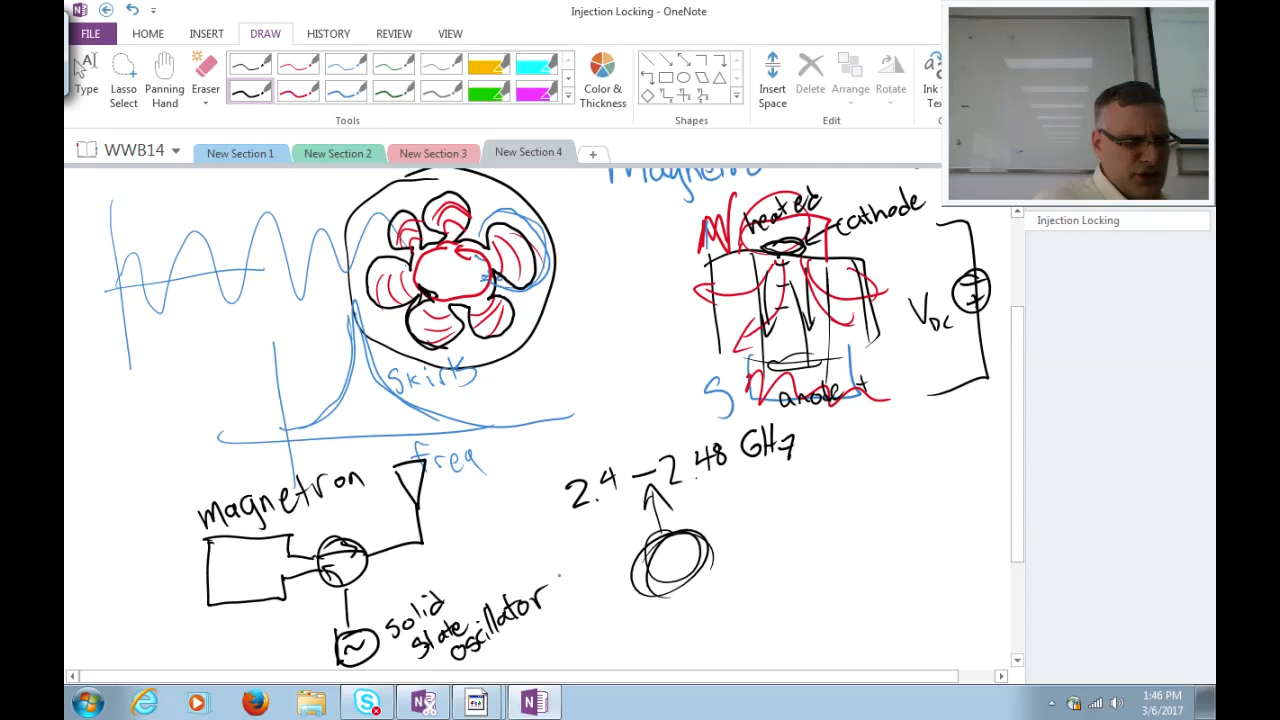 Injection Locking - OneNote
FILE HOME INSERT DRAW HISTORY REVIEW VIEW
Type
Lasso Select
Panning Hand
Eraser
Color & Thickness
Insert Space
Delete
Arrange
Rotate
Tools
Shapes
Edit
WWB14
New Section 1
New Section 2
New Section 3
New Section 4
Injection Locking
heated
cathode
VDC
skirts
S
anode +
freq
2.4 - 2.48 GHz
magnetron
solid
state
oscillator
1:46 PM
3/6/2017